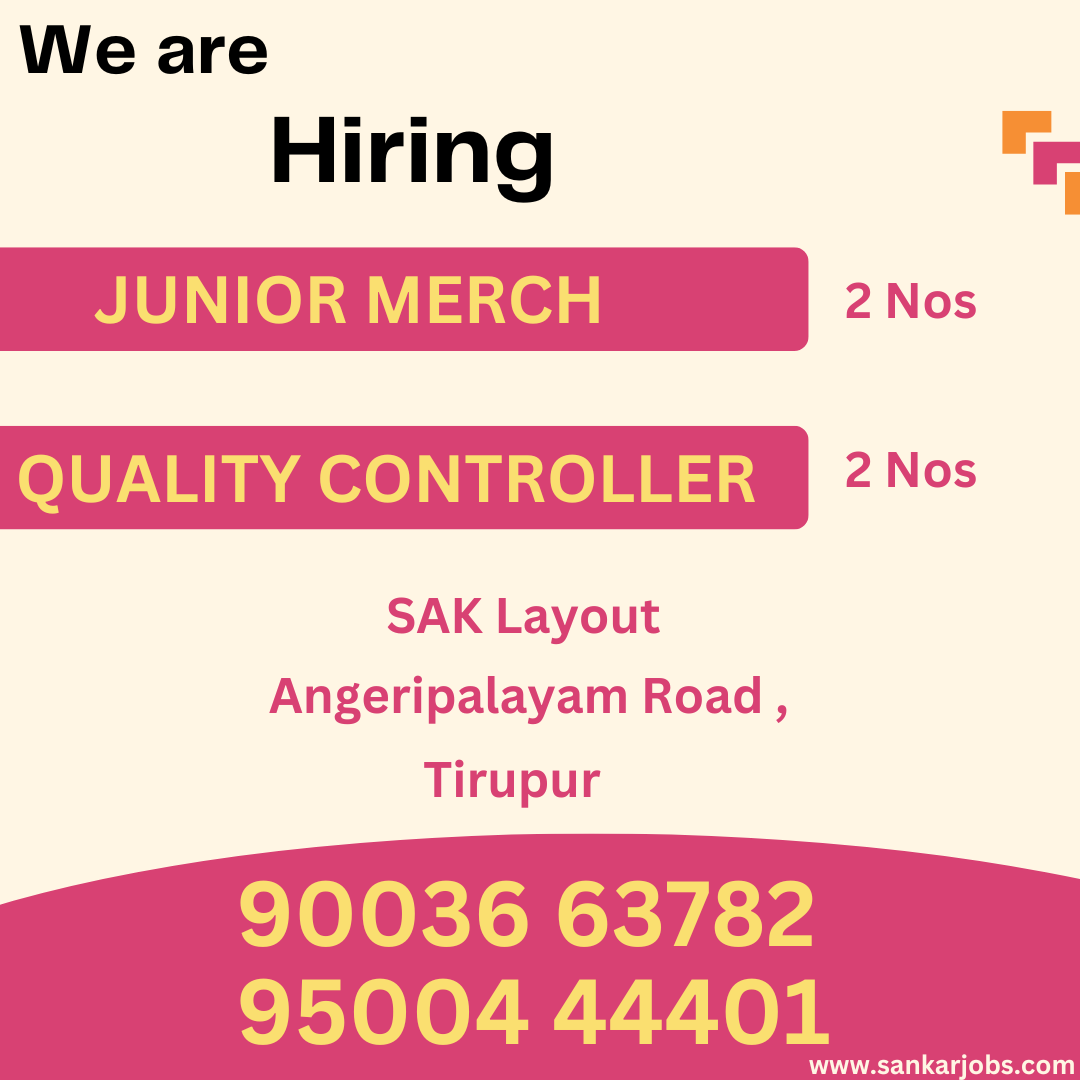 We are
Hiring
JUNIOR MERCH
2 Nos
QUALITY CONTROLLER
2 Nos
SAK Layout
Angeripalayam Road ,
Tirupur
90036 63782
95004 44401
www.sankarjobs.com